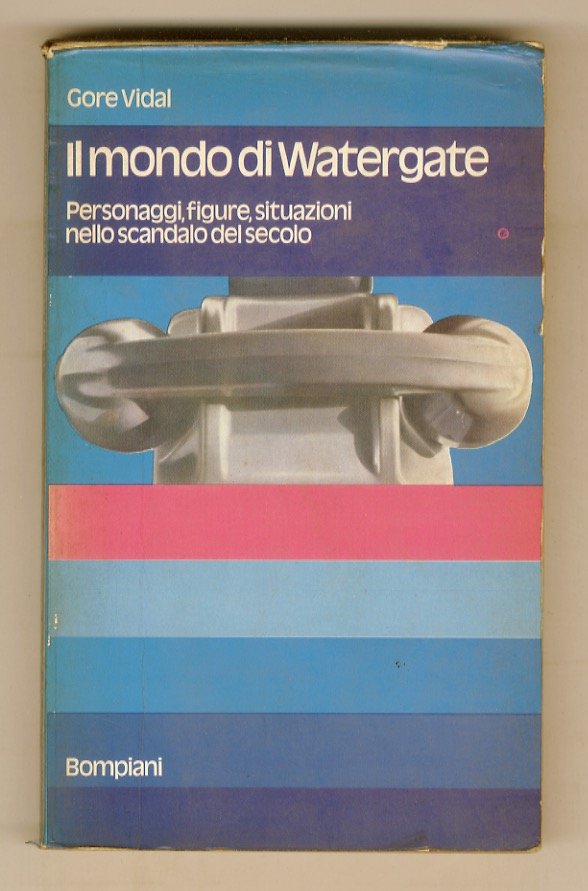 Gore Vidal
Il mondo di Watergate
Personaggi, figure, situazioni
nello scandalo del secolo
Bompiani